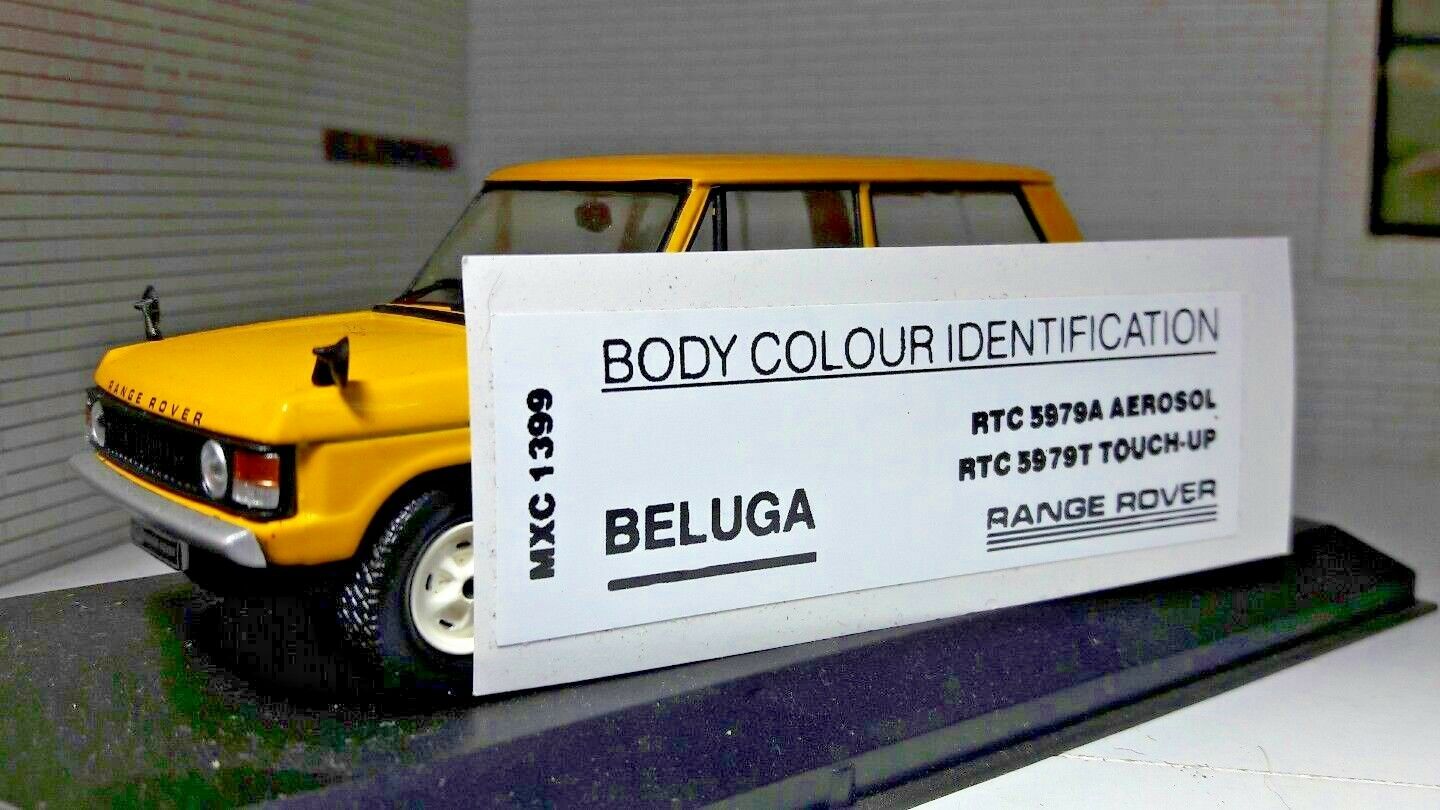 RANGE ROVER
MXC 1399
BODY COLOUR IDENTIFICATION
RTC 5979A AEROSOL
RTC 5979T TOUCH-UP
BELUGA
RANGE ROVER